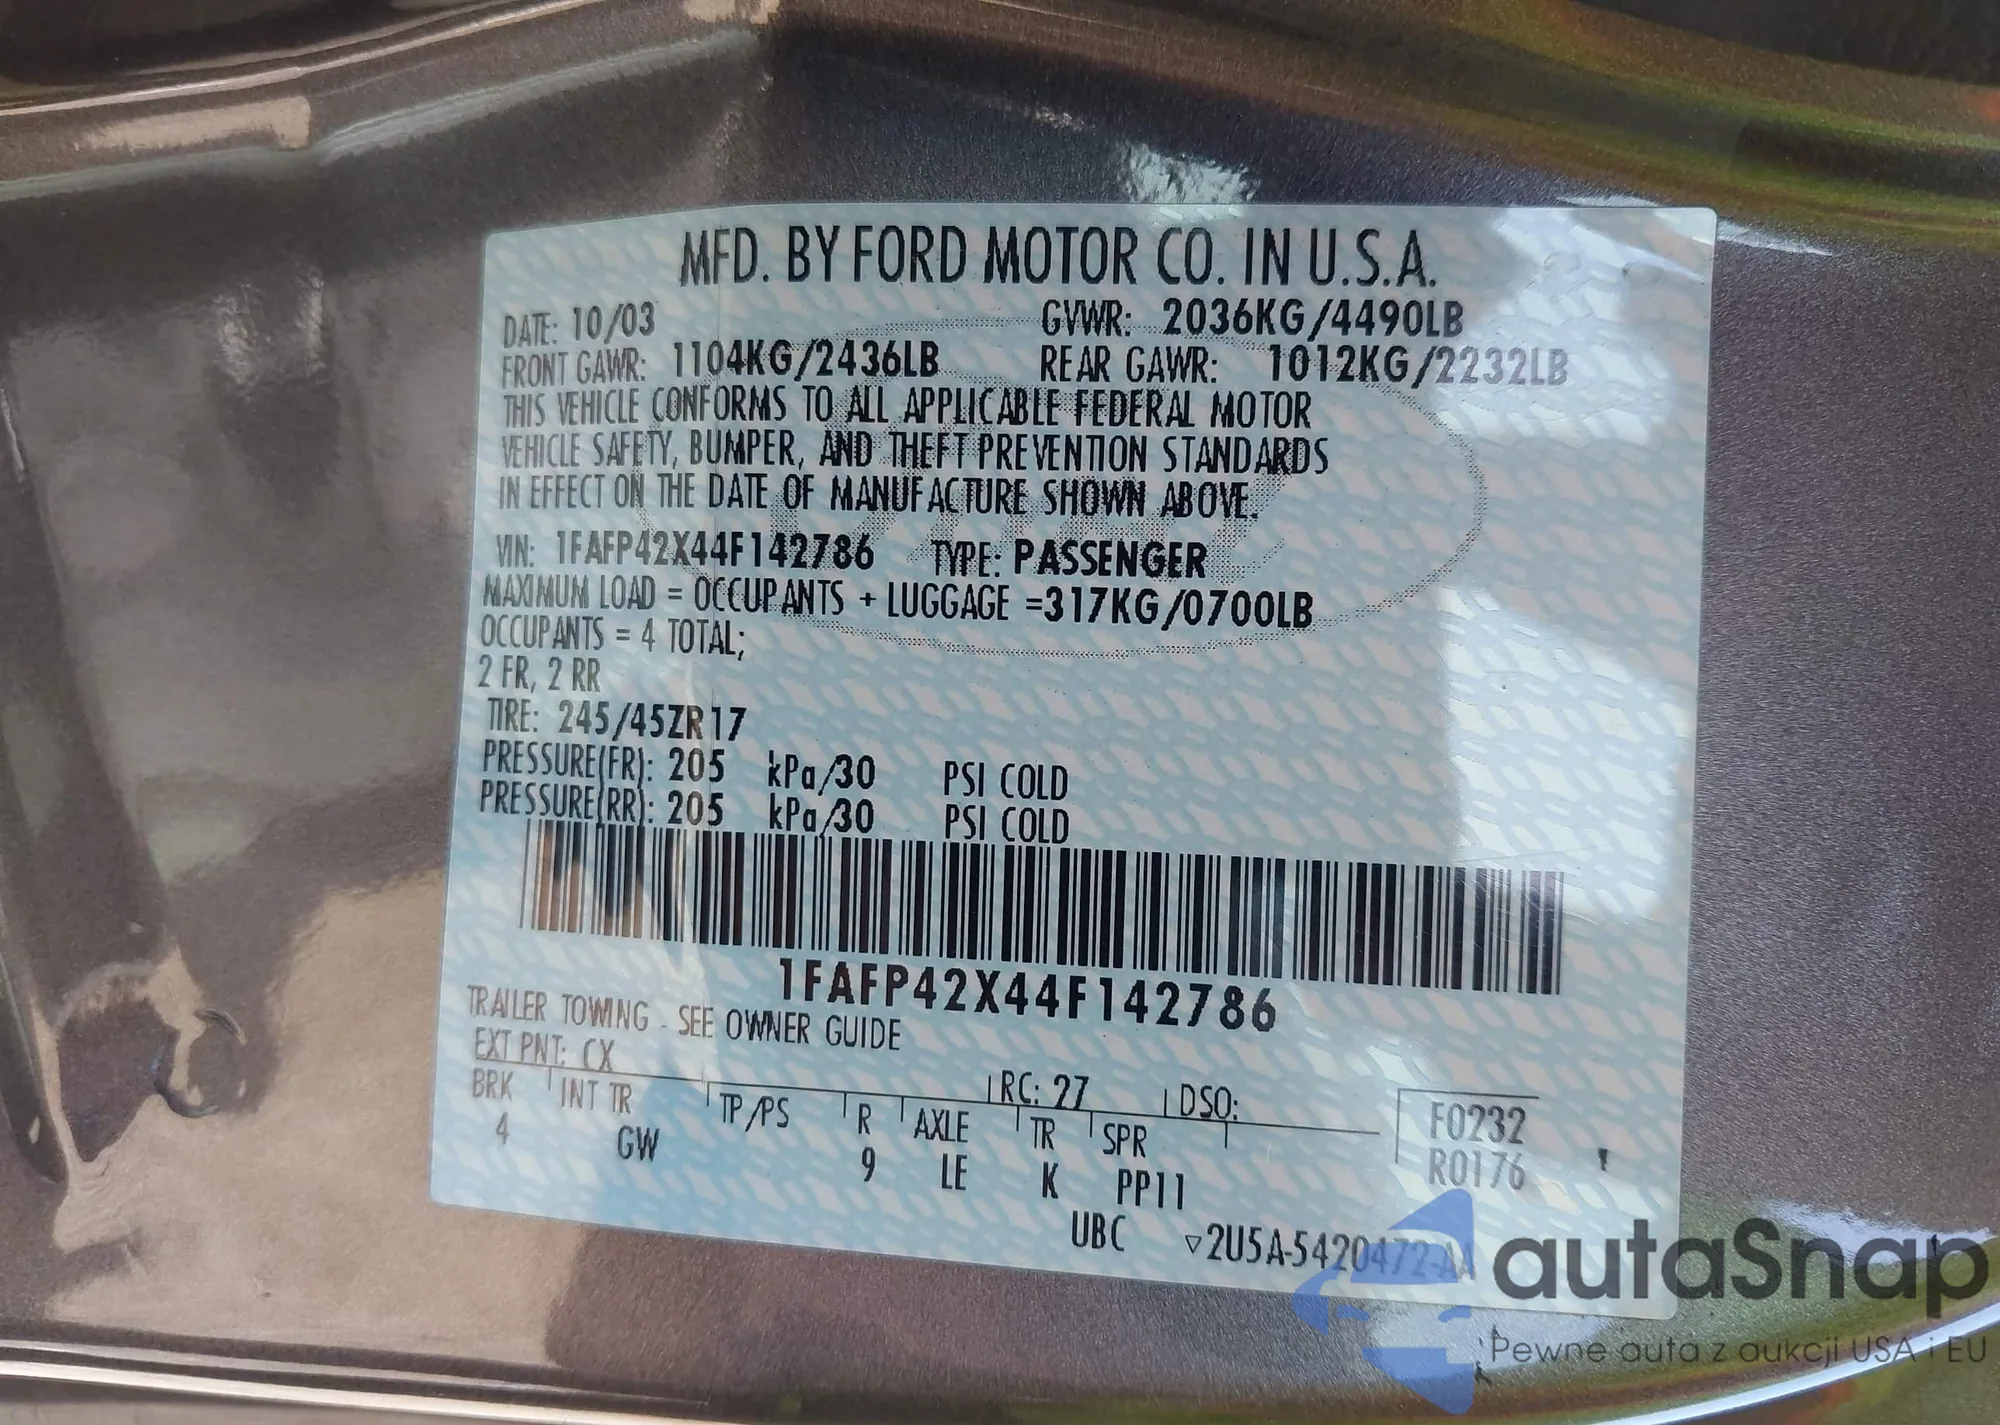 MFD. BY FORD MOTOR CO. IN U.S.A.
DATE: 10/03 GVWR: 2036KG/4490LB
FRONT GAWR: 1104KG/2436LB REAR GAWR: 1012KG/2232LB
THIS VEHICLE CONFORMS TO ALL APPLICABLE FEDERAL MOTOR
VEHICLE SAFETY, BUMPER, AND THEFT PREVENTION STANDARDS
IN EFFECT ON THE DATE OF MANUFACTURE SHOWN ABOVE.
VIN: 1FAFP42X44F142786 TYPE: PASSENGER
MAXIMUM LOAD = OCCUPANTS + LUGGAGE =317KG/0700LB
OCCUPANTS = 4 TOTAL;
2 FR, 2 RR
TIRE: 245/45ZR17
PRESSURE(FR): 205 kPa/30 PSI COLD
PRESSURE(RR): 205 kPa/30 PSI COLD
1FAFP42X44F142786
TRAILER TOWING - SEE OWNER GUIDE
EXT PNT: CX RC: 27 DSO:
BRK INT TR TP/PS R AXLE TR SPR F0232
4 GW 9 LE K PP11 R0176
UBC ▽2U5A-5420472-AA
autaSnap
Pewne auta z aukcji USA i EU